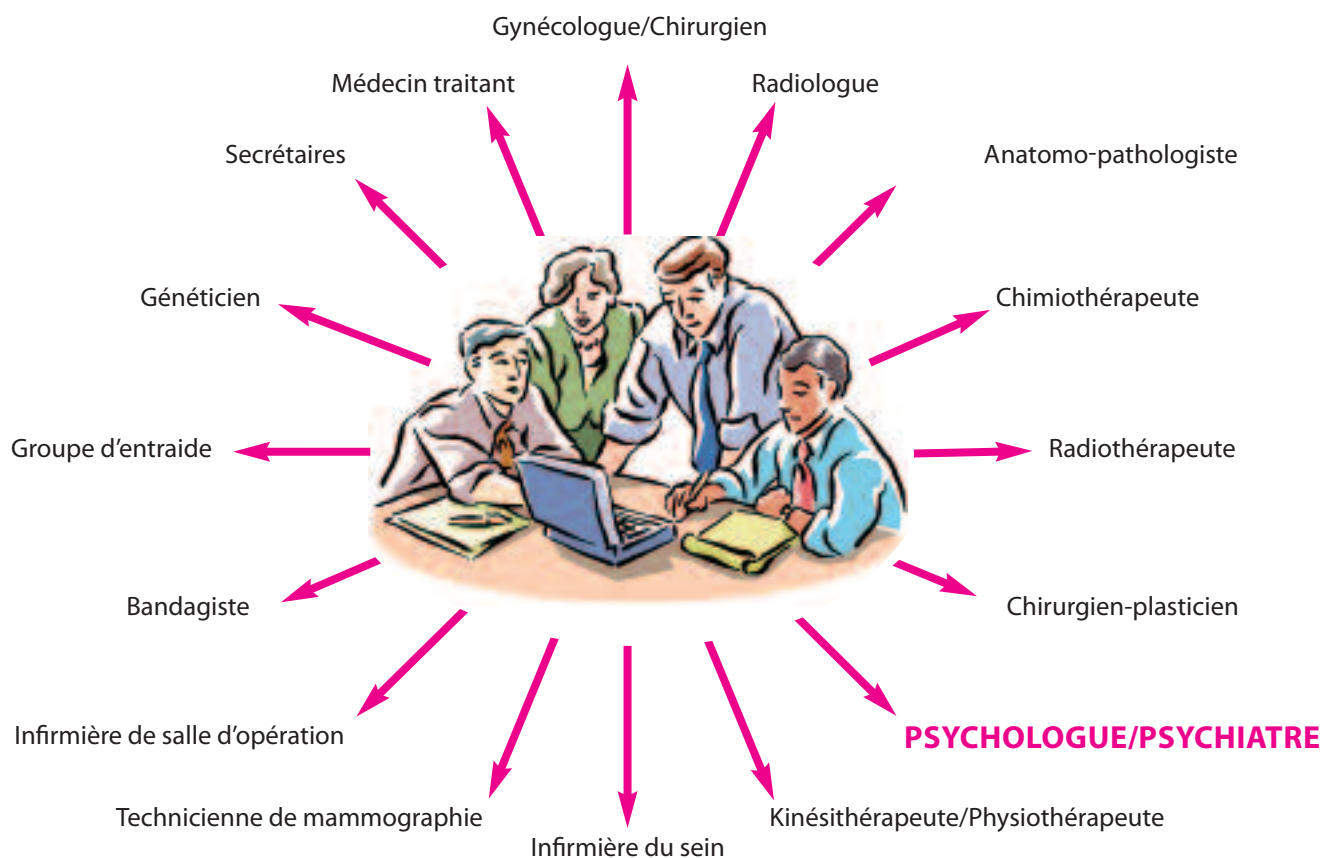 Gynécologue/Chirurgien
Médecin traitant
Radiologue
Secrétaires
Anatomo-pathologiste
Généticien
Chimiothérapeute
Groupe d'entraide
Radiothérapeute
Bandagiste
Chirurgien-plasticien
Infirmière de salle d'opération
PSYCHOLOGUE/PSYCHIATRE
Technicienne de mammographie
Kinésithérapeute/Physiothérapeute
Infirmière du sein